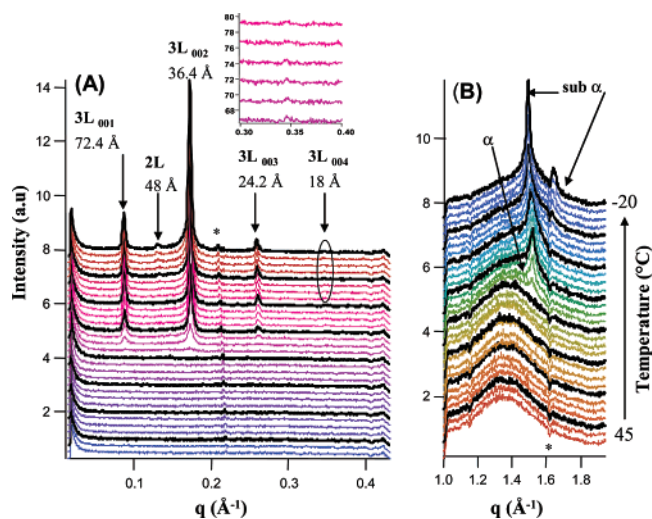 80
78
76
74
72
70
68
0.30
0.40
(A)
3L 002
36.4 Å
3L 001
72.4 Å
2L
48 Å
*
3L 003
24.2 Å
3L 004
18 Å
14
12
10
8
6
4
2
Intensity (a.u)
0.1
0.2
0.3
0.4
q (Å-1)
(B)
sub α
α
10
8
6
4
2
-20
Temperature (°C)
45
*
1.0
1.2
1.4
1.6
1.8
q (Å-1)